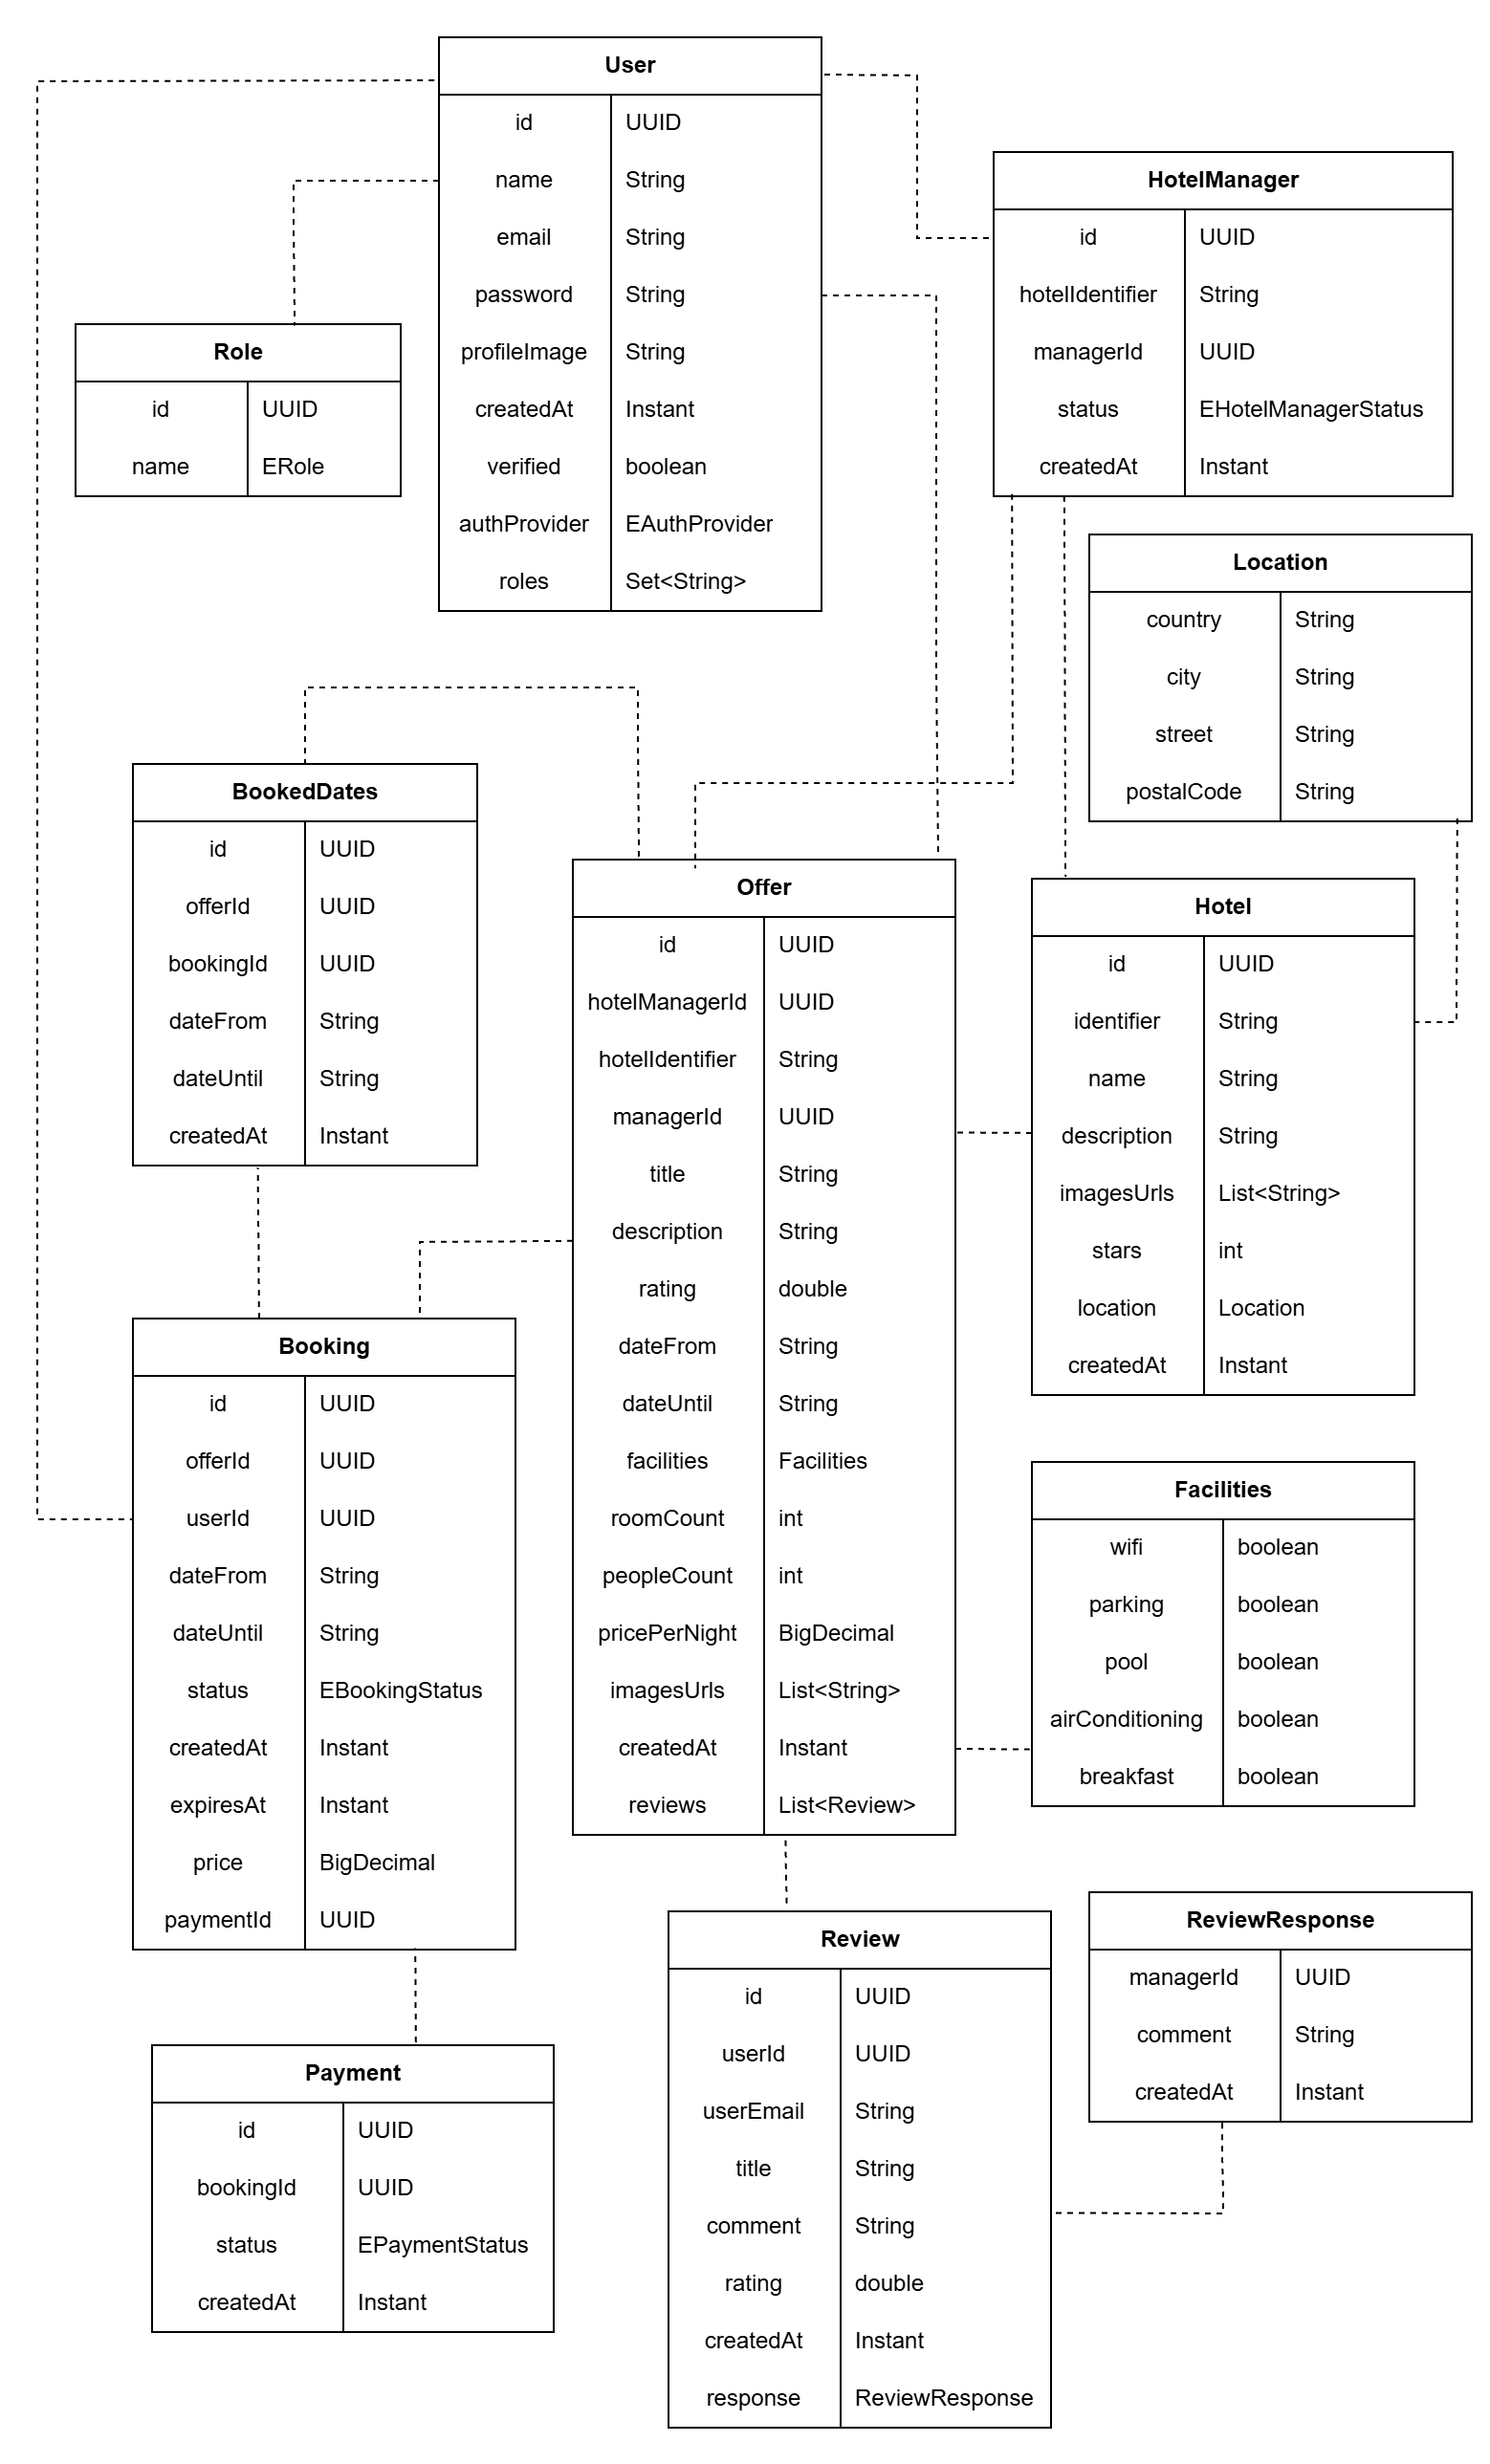 User
id UUID
name String
email String
password String
profileImage String
createdAt Instant
verified boolean
authProvider EAuthProvider
roles Set<String>
HotelManager
id UUID
hotelIdentifier String
managerId UUID
status EHotelManagerStatus
createdAt Instant
Role
id UUID
name ERole
Location
country String
city String
street String
postalCode String
BookedDates
id UUID
offerId UUID
bookingId UUID
dateFrom String
dateUntil String
createdAt Instant
Offer
id UUID
hotelManagerId UUID
hotelIdentifier String
managerId UUID
title String
description String
rating double
dateFrom String
dateUntil String
facilities Facilities
roomCount int
peopleCount int
pricePerNight BigDecimal
imagesUrls List<String>
createdAt Instant
reviews List<Review>
Hotel
id UUID
identifier String
name String
description String
imagesUrls List<String>
stars int
location Location
createdAt Instant
Booking
id UUID
offerId UUID
userId UUID
dateFrom String
dateUntil String
status EBookingStatus
createdAt Instant
expiresAt Instant
price BigDecimal
paymentId UUID
Facilities
wifi boolean
parking boolean
pool boolean
airConditioning boolean
breakfast boolean
Review
id UUID
userId UUID
userEmail String
title String
comment String
rating double
createdAt Instant
response ReviewResponse
ReviewResponse
managerId UUID
comment String
createdAt Instant
Payment
id UUID
bookingId UUID
status EPaymentStatus
createdAt Instant